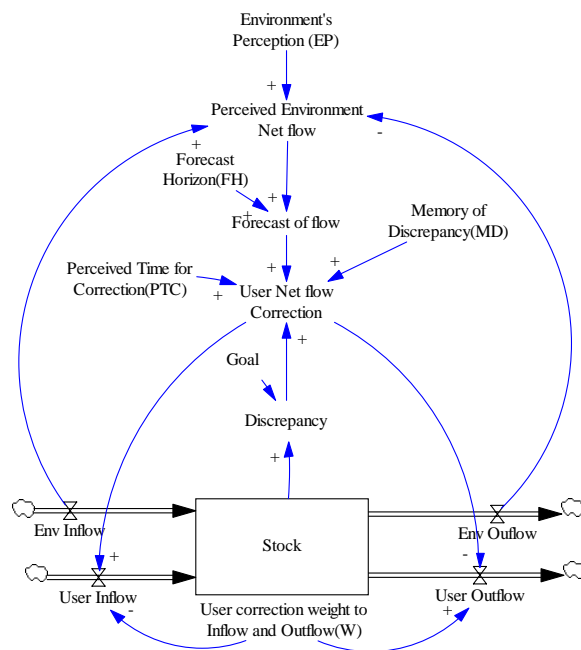 Environment's
Perception (EP)
+
Perceived Environment
Net flow
-
+
Forecast
Horizon(FH)
+
+
Forecast of flow
Memory of
Discrepancy(MD)
+
+
Perceived Time for
Correction(PTC)
+
User Net flow
Correction
+
Goal
Discrepancy
+
Env Inflow
Env Ouflow
Stock
+
-
User Inflow
User Outflow
-
+
User correction weight to
Inflow and Outflow(W)